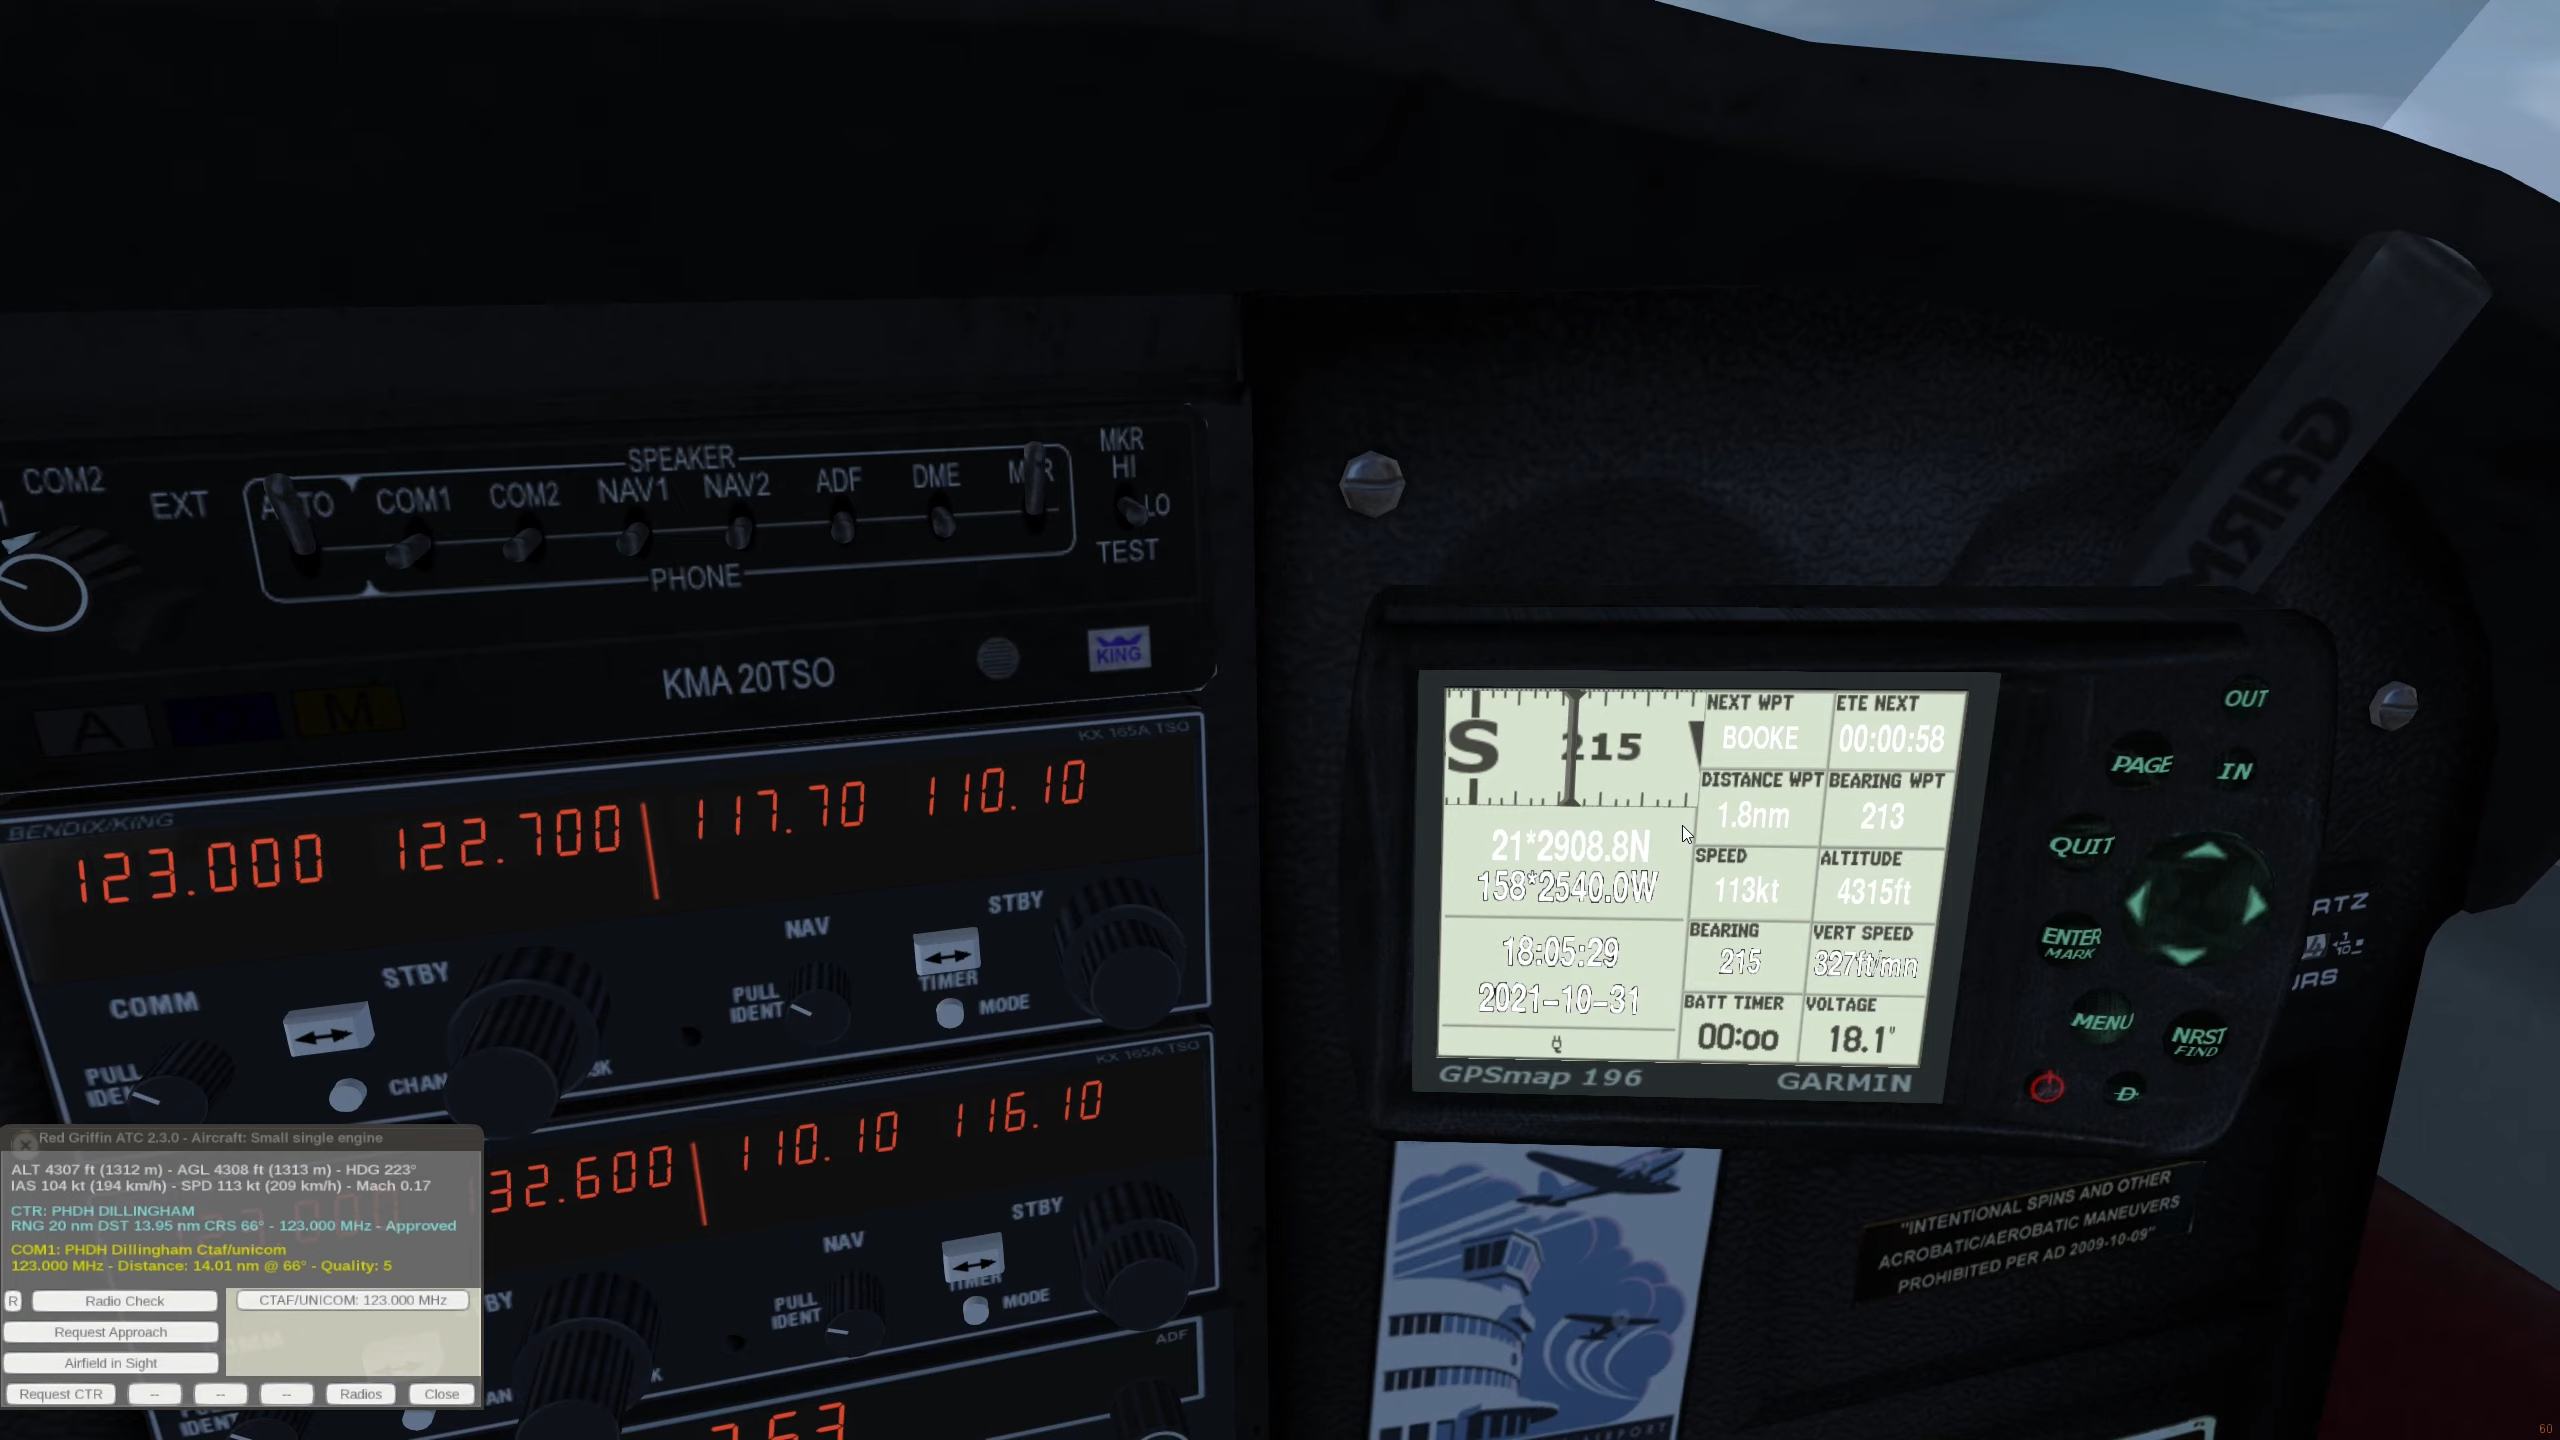 COM2
EXT
SPEAKER
AUTO COM1 COM2 NAV1 NAV2 ADF DME MKR
PHONE
MKR
HI
LO
TEST
KMA 20TSO
KING
A M
BENDIX/KING
KX 165A TSO
123.000 122.700 117.70 110.10
STBY
COMM
PULL
IDENT
CHAN
NAV
PULL
IDENT
STBY
TIMER
MODE
KX 165A TSO
32.600 110.10 116.10
NAV
PULL
IDENT
STBY
TIMER
MODE
ADF
Red Griffin ATC 2.3.0 - Aircraft: Small single engine
ALT 4307 ft (1312 m) - AGL 4308 ft (1313 m) - HDG 223°
IAS 104 kt (194 km/h) - SPD 113 kt (209 km/h) - Mach 0.17
CTR: PHDH DILLINGHAM
RNG 20 nm DST 13.95 nm CRS 66° - 123.000 MHz - Approved
COM1: PHDH Dillingham Ctaf/unicom
123.000 MHz - Distance: 14.01 nm @ 66° - Quality: 5
R Radio Check
CTAF/UNICOM: 123.000 MHz
Request Approach
Airfield in Sight
Request CTR -- -- -- Radios Close
GARM
S 215
NEXT WPT
BOOKE
ETE NEXT
00:00:58
DISTANCE WPT
1.8nm
BEARING WPT
213
21*2908.8N
158*2540.0W
SPEED
113kt
ALTITUDE
4315ft
18:05:29
2021-10-31
BEARING
215
VERT SPEED
327ft/mn
BATT TIMER
00:oo
VOLTAGE
18.1"
GPSmap 196
GARMIN
OUT
PAGE
IN
QUIT
ENTER
MARK
MENU
NRST
FIND
D
RTZ
URS
"INTENTIONAL SPINS AND OTHER
ACROBATIC/AEROBATIC MANEUVERS
PROHIBITED PER AD 2009-10-09"
60